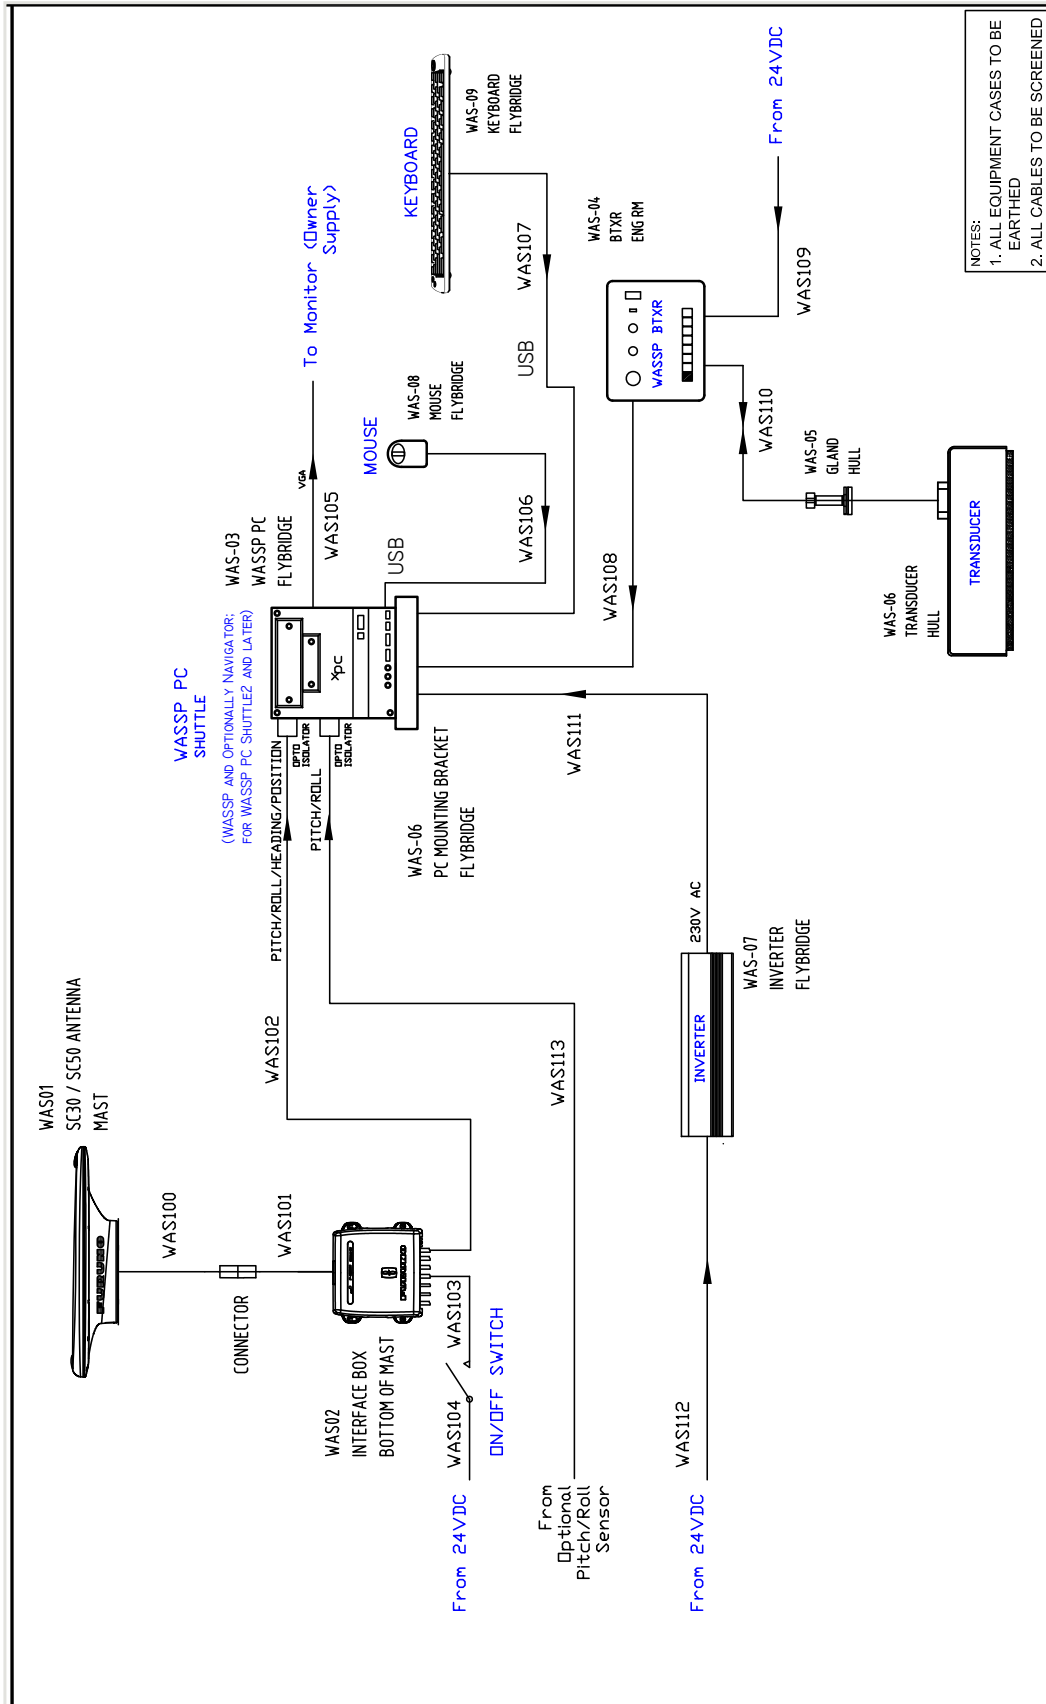 WAS01
SC30 / SC50 ANTENNA
MAST
FURUNO
WAS100
CONNECTOR
WAS101
WAS02
INTERFACE BOX
BOTTOM OF MAST
FURUNO
WAS103
WAS104
ON/OFF SWITCH
From 24VDC
WAS102
PITCH/ROLL/HEADING/POSITION
PITCH/ROLL
OPTO
ISOLATOR
OPTO
ISOLATOR
WAS113
From
Optional
Pitch/Roll
Sensor
WASSP PC
SHUTTLE
(WASSP AND OPTIONALLY NAVIGATOR;
FOR WASSP PC SHUTTLE2 AND LATER)
WAS-03
WASSP PC
FLYBRIDGE
xpc
VGA
WAS105
To Monitor (Owner
Supply)
USB
WAS106
MOUSE
WAS-08
MOUSE
FLYBRIDGE
KEYBOARD
WAS-09
KEYBOARD
FLYBRIDGE
WAS107
USB
WAS-06
PC MOUNTING BRACKET
FLYBRIDGE
WAS111
230V AC
INVERTER
WAS-07
INVERTER
FLYBRIDGE
WAS112
From 24VDC
WAS108
WAS-04
BTXR
ENG RM
WASSP BTXR
WAS109
From 24VDC
WAS110
WAS-05
GLAND
HULL
WAS-06
TRANSDUCER
HULL
TRANSDUCER
NOTES:
1. ALL EQUIPMENT CASES TO BE
EARTHED
2. ALL CABLES TO BE SCREENED